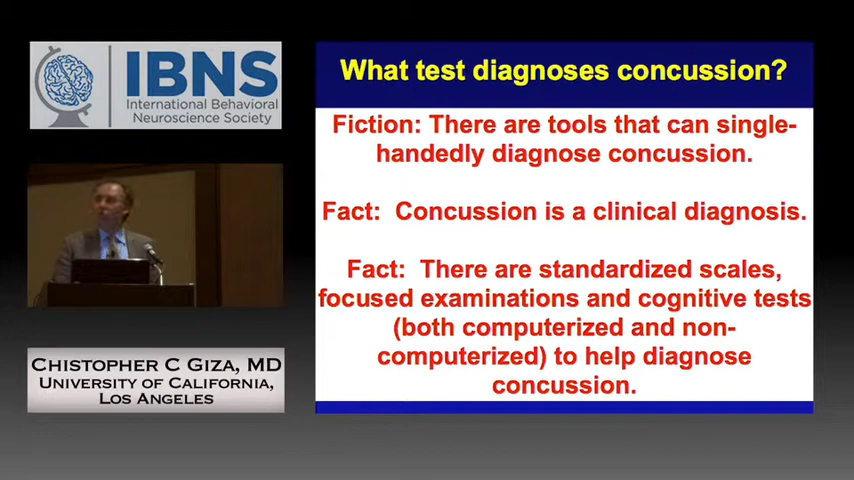 IBNS
International Behavioral
Neuroscience Society
What test diagnoses concussion?
Fiction: There are tools that can single-
handedly diagnose concussion.
Fact: Concussion is a clinical diagnosis.
Fact: There are standardized scales,
focused examinations and cognitive tests
(both computerized and non-
computerized) to help diagnose
concussion.
CHISTOPHER C GIZA, MD
UNIVERSITY OF CALIFORNIA,
LOS ANGELES